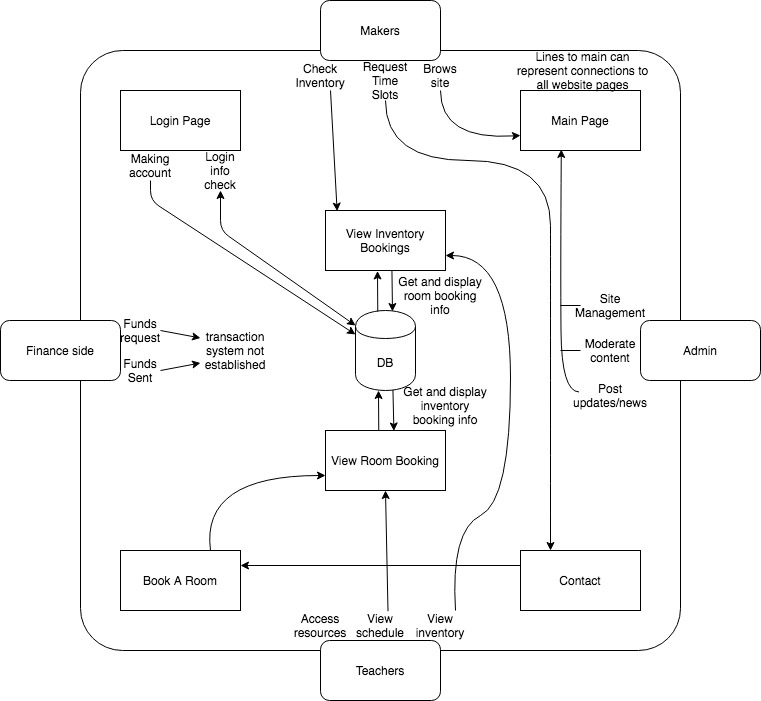 Makers
Check
Inventory
Request
Time
Slots
Brows
site
Lines to main can
represent connections to
all website pages
Login Page
Main Page
Making
account
Login
info
check
View Inventory
Bookings
Get and display
room booking
info
Site
Management
Funds
request
transaction
system not
established
Finance side
Funds
Sent
DB
Moderate
content
Admin
Post
updates/news
Get and display
inventory
booking info
View Room Booking
Book A Room
Contact
Access
resources
View
schedule
View
inventory
Teachers